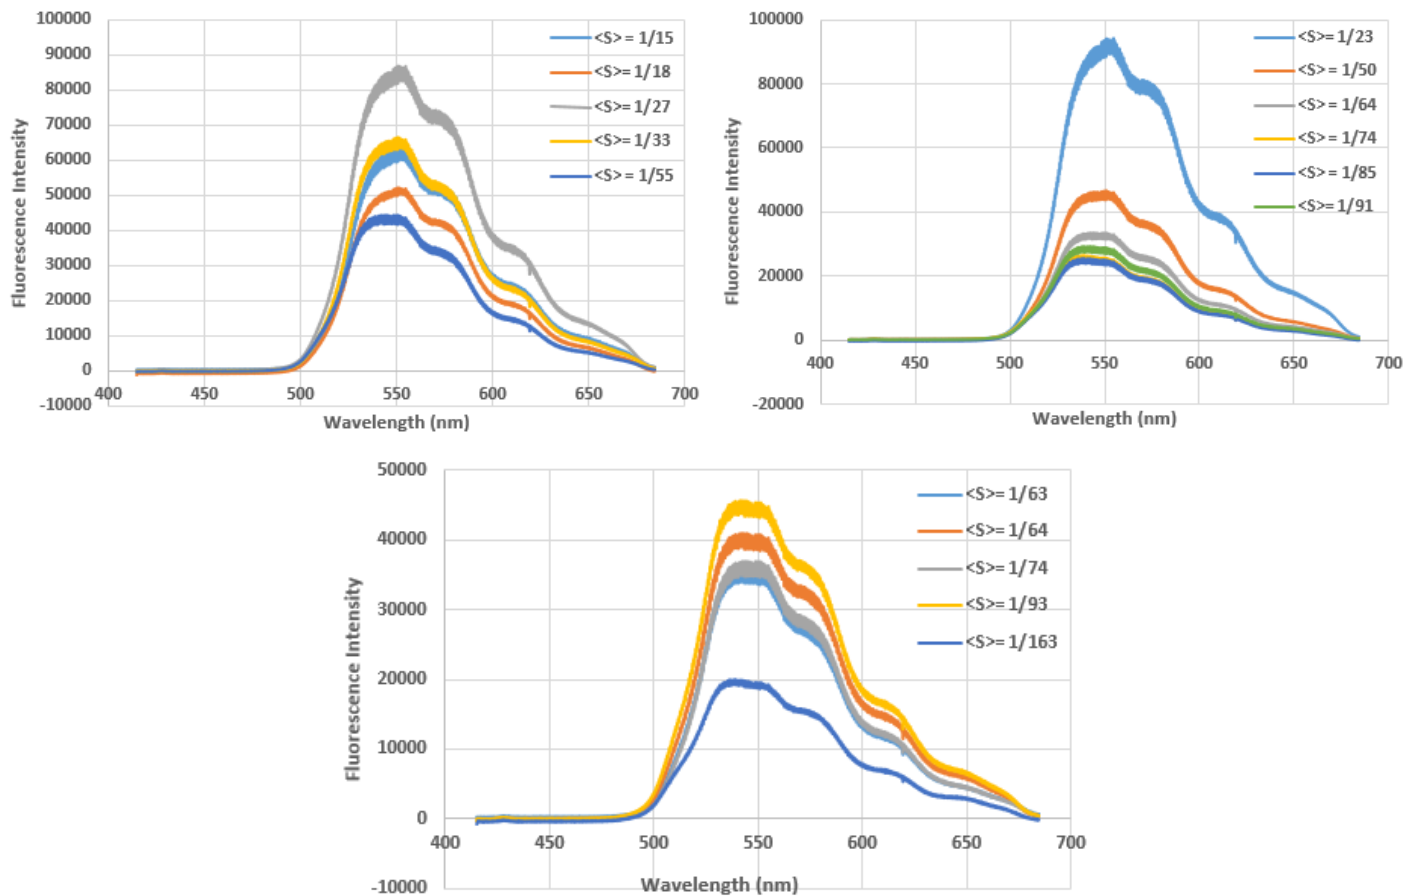 100000
90000
80000
70000
60000
50000
40000
30000
20000
10000
0
-10000
400 450 500 550 600 650 700
Fluorescence Intensity
Wavelength (nm)
<S>= 1/15
<S>= 1/18
<S>= 1/27
<S>= 1/33
<S>= 1/55
100000
80000
60000
40000
20000
0
-20000
400 450 500 550 600 650 700
Fluorescence Intensity
Wavelength (nm)
<S>= 1/23
<S>= 1/50
<S>= 1/64
<S>= 1/74
<S>= 1/85
<S>= 1/91
50000
40000
30000
20000
10000
0
-10000
400 450 500 550 600 650 700
Fluorescence Intensity
Wavelength (nm)
<S>= 1/63
<S>= 1/64
<S>= 1/74
<S>= 1/93
<S>= 1/163